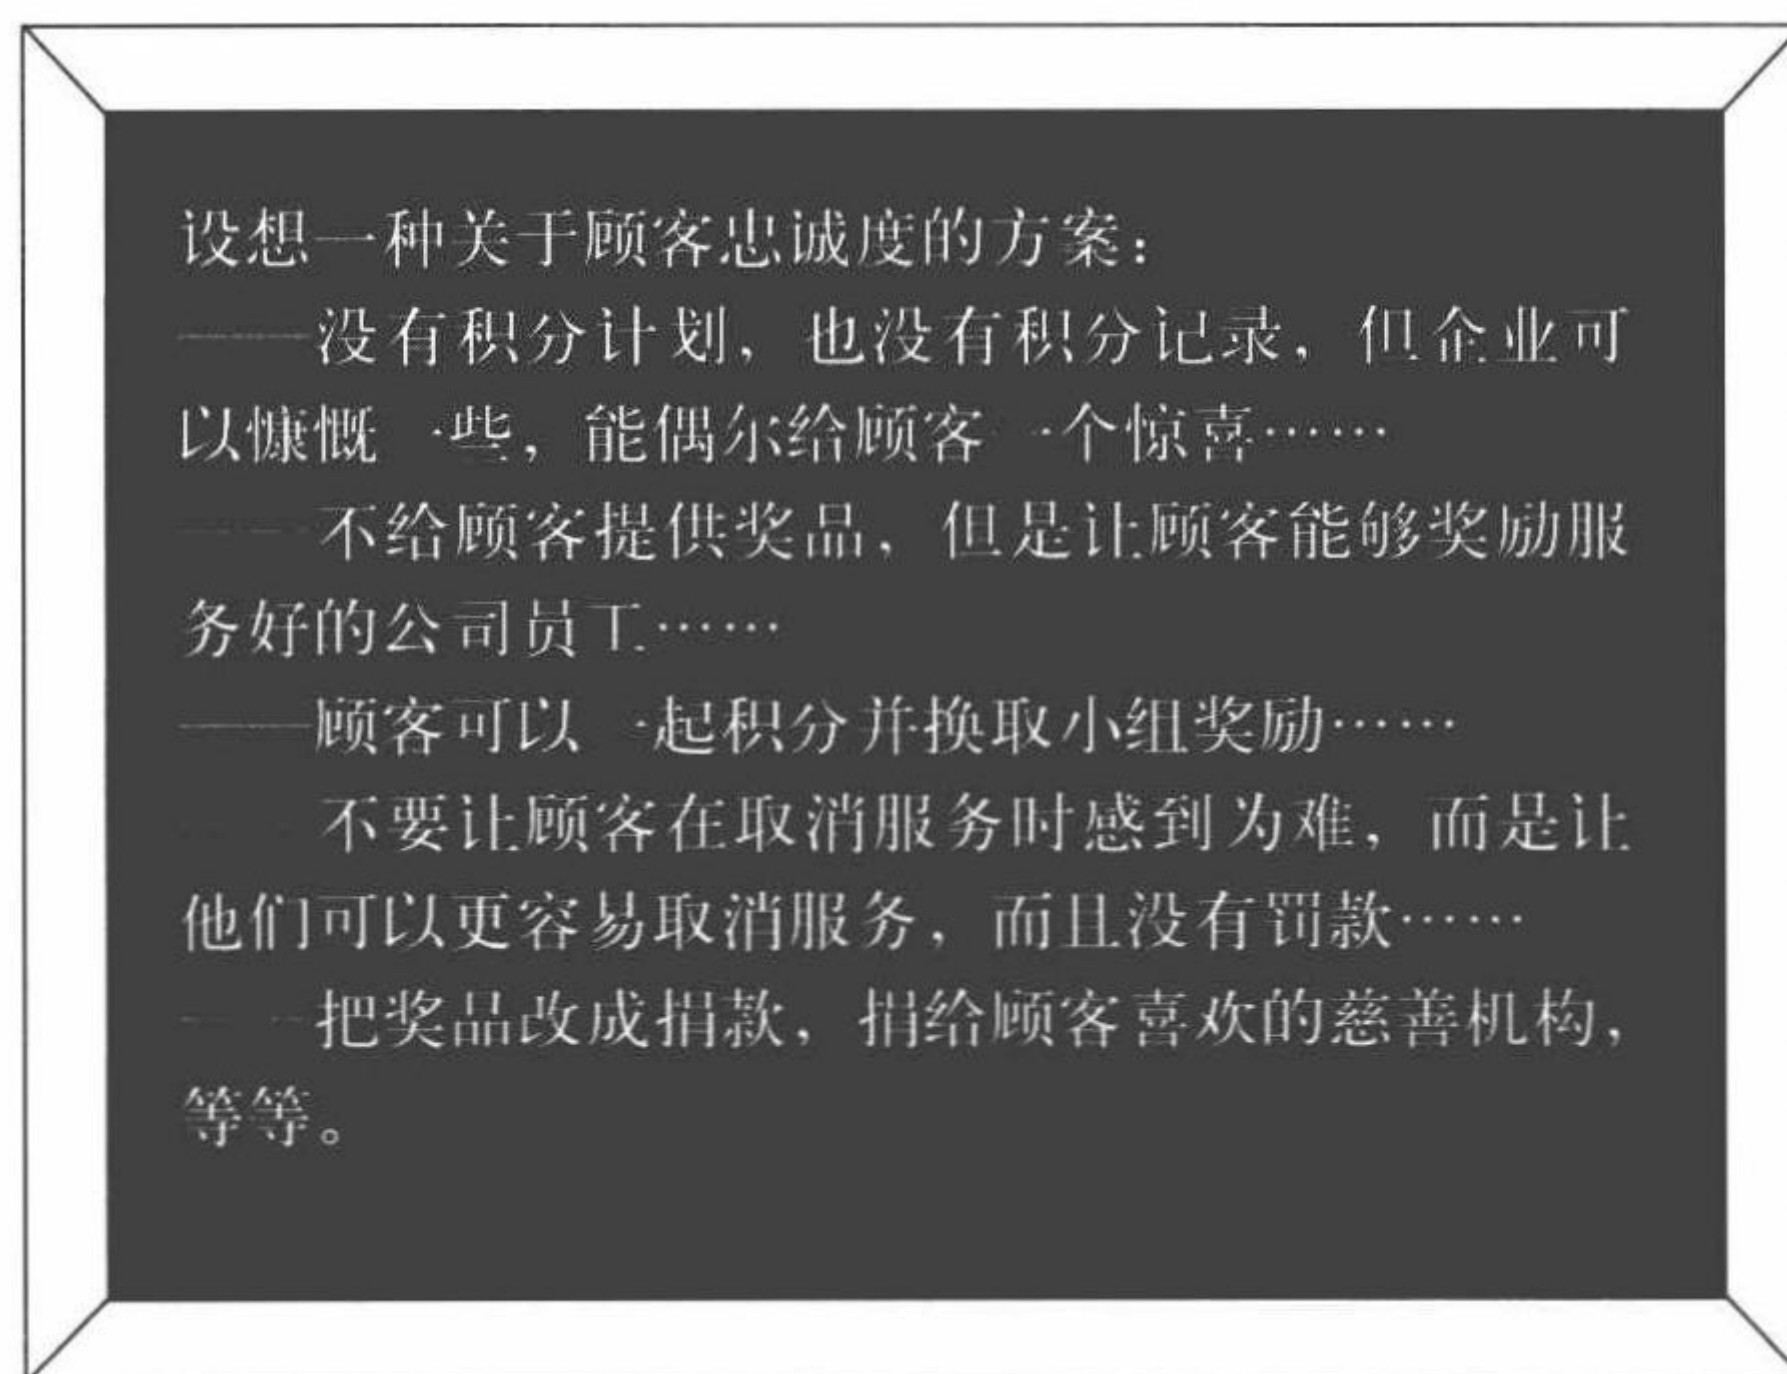 设想一种关于顾客忠诚度的方案：
——没有积分计划，也没有积分记录，但企业可
以慷慨一些，能偶尔给顾客一个惊喜……
——不给顾客提供奖品，但是让顾客能够奖励服
务好的公司员工……
——顾客可以一起积分并换取小组奖励……
——不要让顾客在取消服务时感到为难，而是让
他们可以更容易取消服务，而且没有罚款……
——把奖品改成捐款，捐给顾客喜欢的慈善机构，
等等。